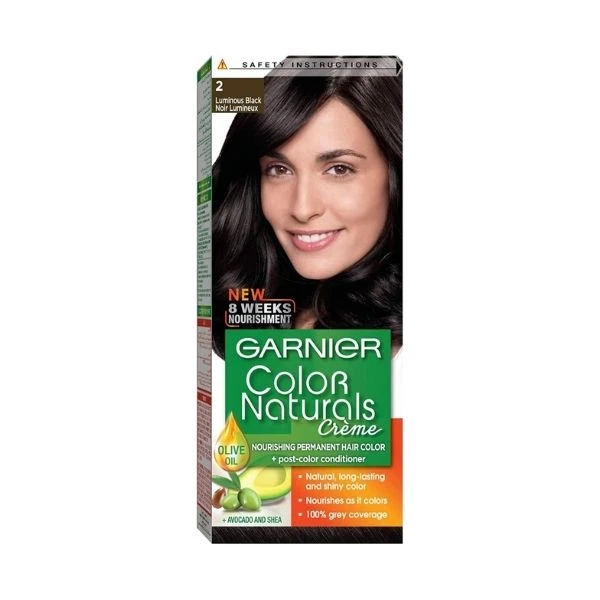 SAFETY INSTRUCTIONS
2
Luminous Black
Noir Lumineux
NEW
8 WEEKS
NOURISHMENT
GARNIER
Color
Naturals
Crème
NOURISHING PERMANENT HAIR COLOR
+ post-color conditioner
OLIVE
OIL
+ AVOCADO AND SHEA
• Natural, long-lasting
and shiny color
• Nourishes as it colors
• 100% grey coverage